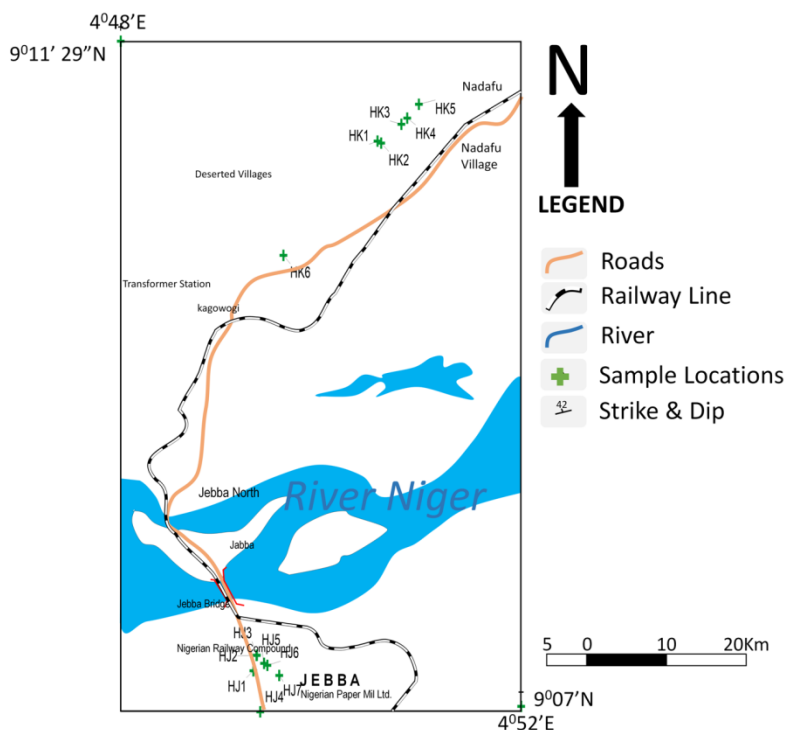 4⁰48’E
9⁰11’ 29”N
N
LEGEND
Roads
Railway Line
River
Sample Locations
42
Strike & Dip
Nadafu
HK5
HK3
HK4
HK1
HK2
Nadafu
Village
Deserted Villages
HK6
Transformer Station
kagowogi
River Niger
Jebba North
Jabba
Jebba Bridge
HJ3
HJ5
Nigerian Railway Compound
HJ2
HJ6
HJ1
HJ7
HJ4
JEBBA
Nigerian Paper Mil Ltd.
5 0 10 20Km
9⁰07’N
4⁰52’E